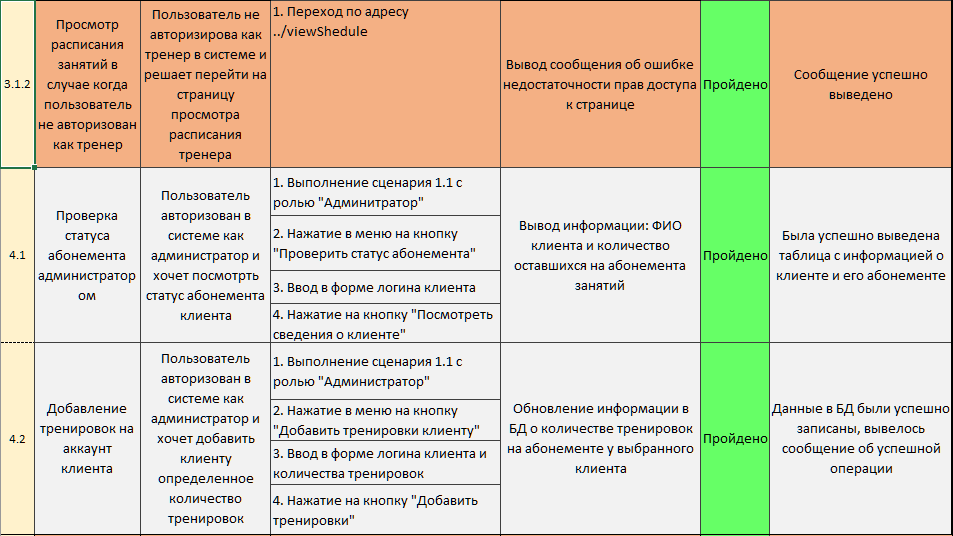 3.1.2
Просмотр
расписания
занятий в
случае когда
пользователь
не авторизован
как тренер
Пользователь не
авторизирова как
тренер в системе и
решает перейти на
страницу
просмотра
расписания
тренера
1. Переход по адресу
../viewShedule
Вывод сообщения об ошибке
недостаточности прав доступа
к странице
Пройдено
Сообщение успешно
выведено
4.1
Проверка
статуса
абонемента
администратор
ом
Пользователь
авторизован в
системе как
администратор и
хочет посмотрть
статус абонемента
клиента
1. Выполнение сценария 1.1 с
ролью "Админитратор"
2. Нажатие в меню на кнопку
"Проверить статус абонемента"
3. Ввод в форме логина клиента
4. Нажатие на кнопку "Посмотреть
сведения о клиенте"
Вывод информации: ФИО
клиента и количество
оставшихся на абонемента
занятий
Пройдено
Была успешно выведена
таблица с информацией о
клиенте и его абонементе
4.2
Добавление
тренировок на
аккаунт
клиента
Пользователь
авторизован в
системе как
администратор и
хочет добавить
клиенту
определенное
количество
тренировок
1. Выполнение сценария 1.1 с
ролью "Администратор"
2. Нажатие в меню на кнопку
"Добавить тренировки клиенту"
3. Ввод в форме логина клиента и
количества тренировок
4. Нажатие на кнопку "Добавить
тренировки"
Обновление информации в
БД о количестве тренировок
на абонементе у выбранного
клиента
Пройдено
Данные в БД были успешно
записаны, вывелось
сообщение об успешной
операции